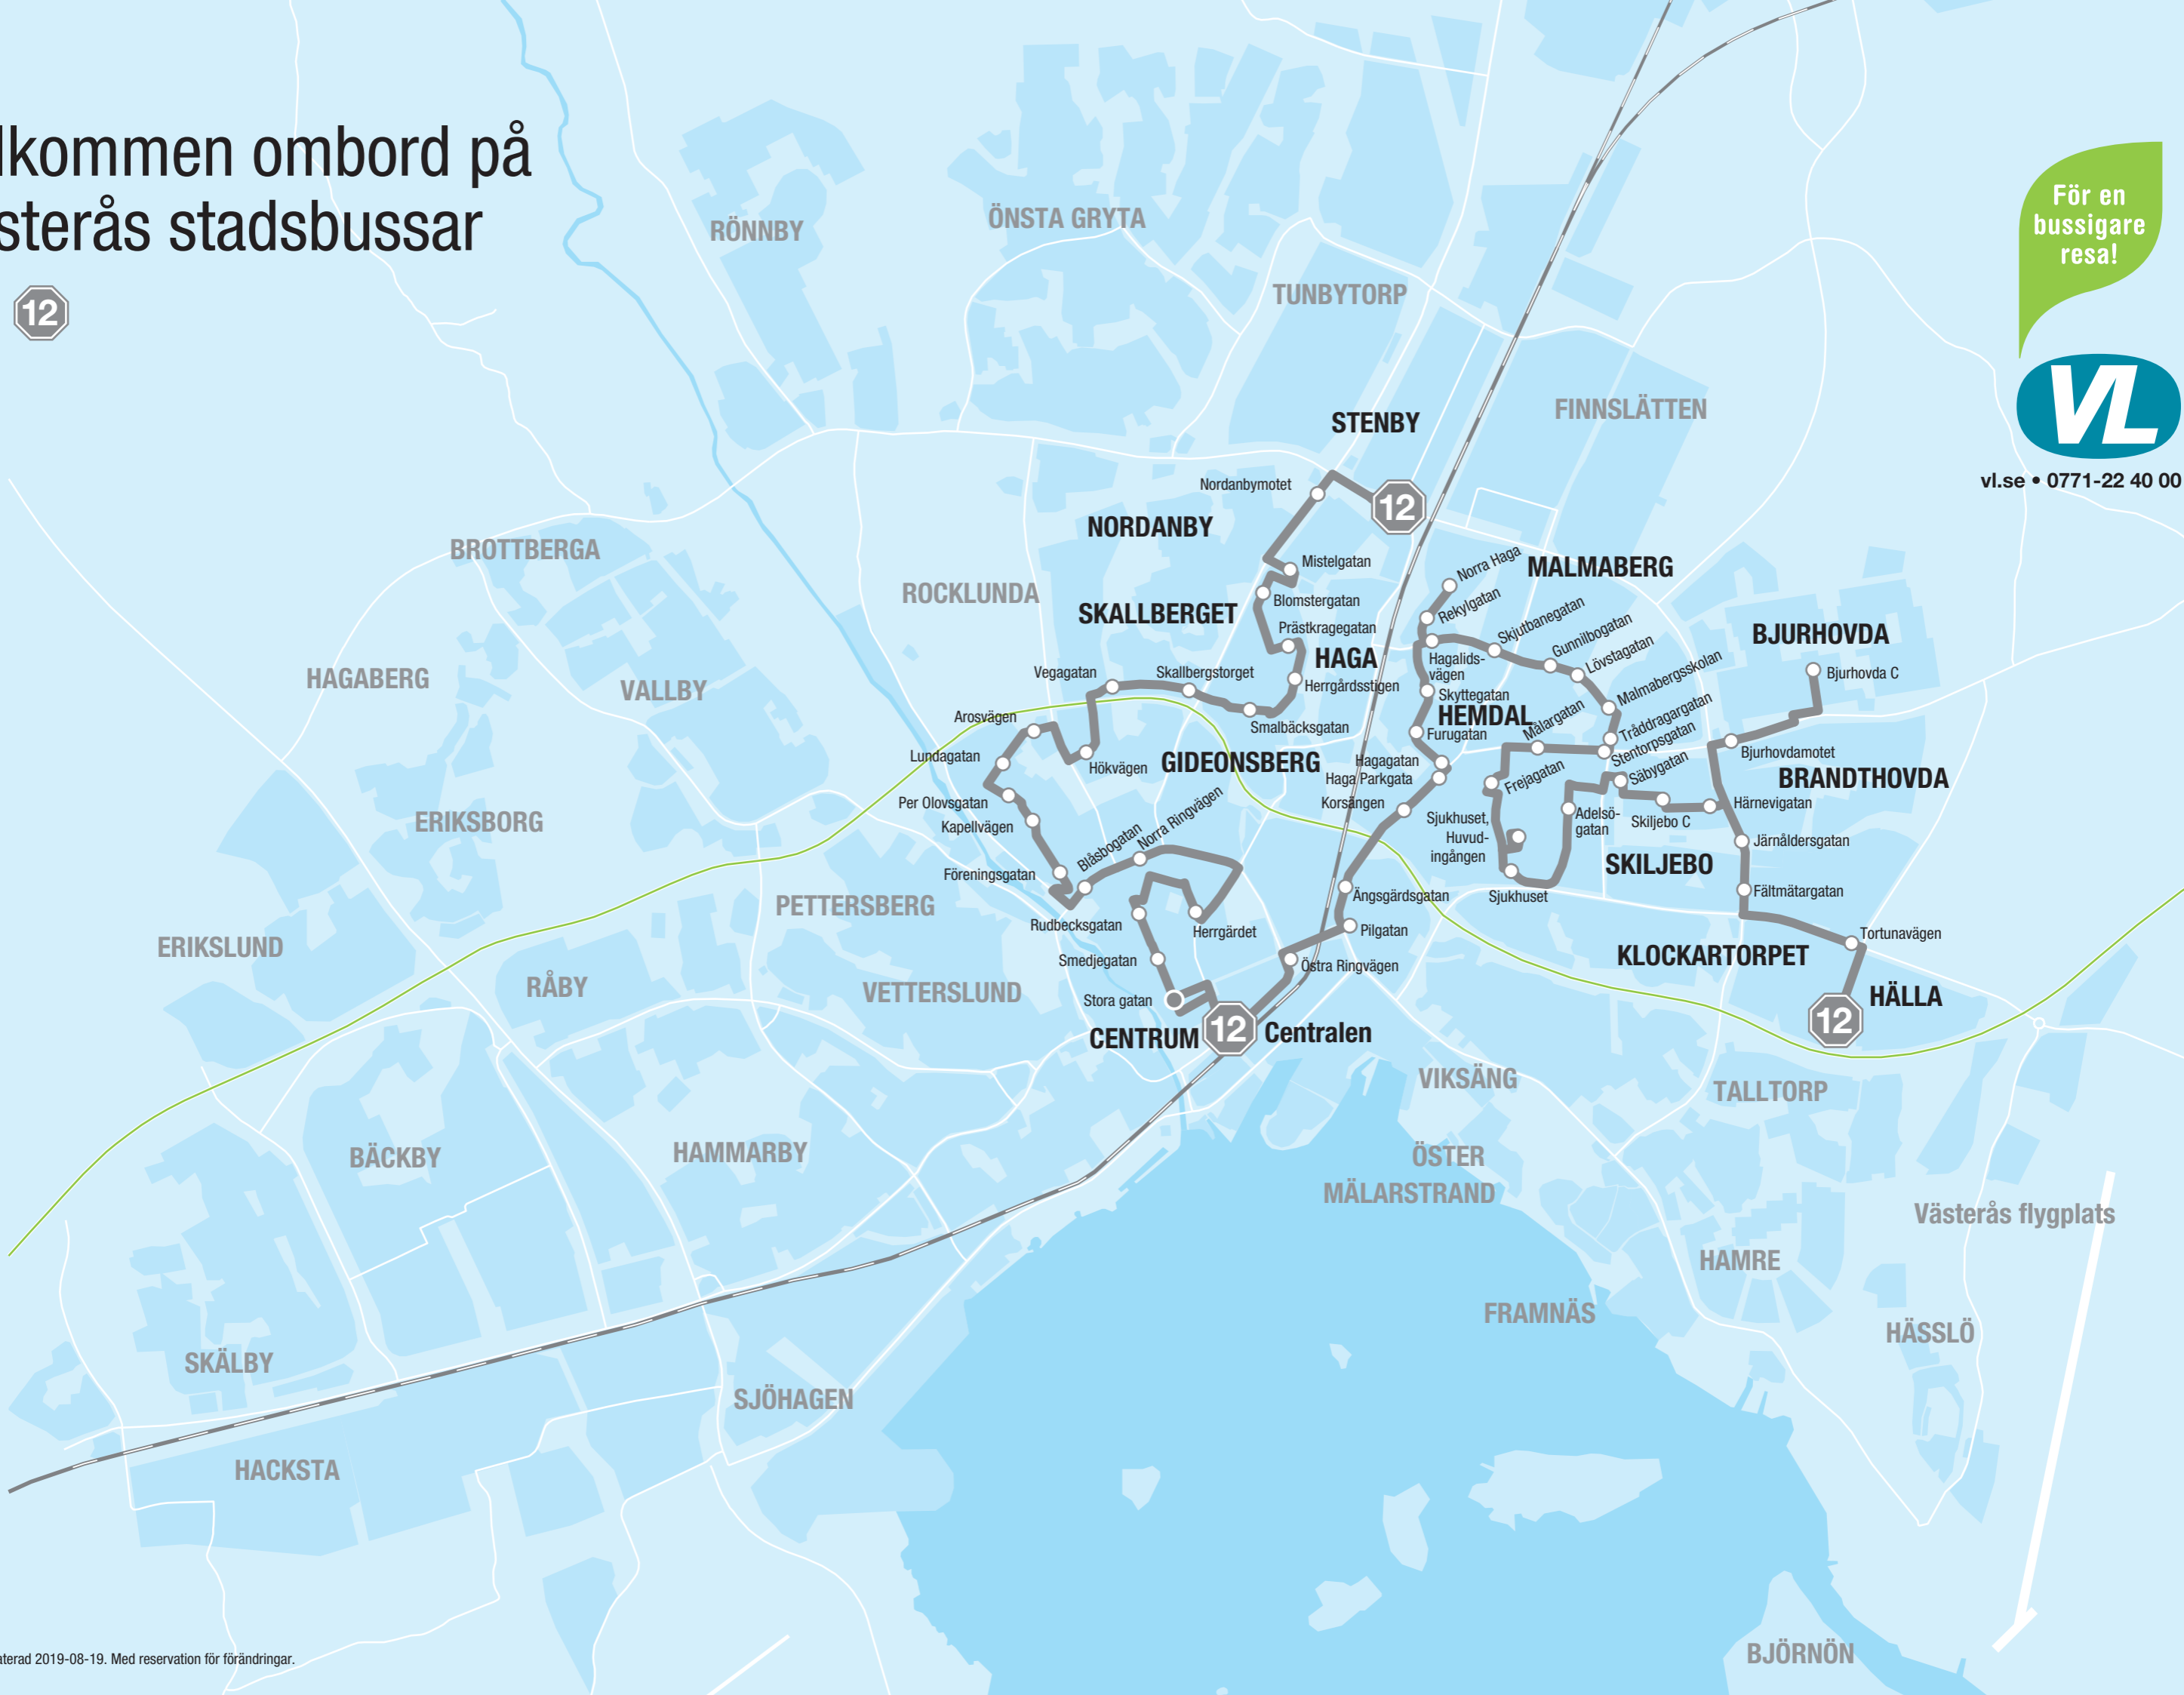 lkommen ombord på
sterås stadsbussar
12
För en
bussigare
resa!
VL
vl.se • 0771-22 40 00
RÖNNBY
ÖNSTA GRYTA
TUNBYTORP
FINNSLÄTTEN
STENBY
Nordanbymotet
12
NORDANBY
BROTTBERGA
ROCKLUNDA
Mistelgatan
Blomstergatan
SKALLBERGET
Prästkragegatan
HAGA
Herrgårdsstigen
Vegagatan
Skallbergstorget
Smalbäcksgatan
Norra Haga
MALMABERG
Rekylgatan
Skjutbanegatan
Gunnilbogatan
Lövstagatan
Hagalids-
vägen
Malmabergsskolan
BJURHOVDA
Bjurhovda C
HAGABERG
VALLBY
Skyttegatan
HEMDAL
Furugatan
Målargatan
Tråddragargatan
Stentorpsgatan
Säbygatan
Bjurhovdamotet
BRANDTHOVDA
Arosvägen
Lundagatan
Hökvägen
GIDEONSBERG
Hagagatan
Haga Parkgata
Korsängen
Frejagatan
Per Olovsgatan
Kapellvägen
ERIKSBORG
Blåsbogatan
Norra Ringvägen
Sjukhuset,
Huvud-
ingången
Adelsö-
gatan
Skiljebo C
Härnevigatan
Järnåldersgatan
SKILJEBO
Föreningsgatan
Sjukhuset
Fältmätargatan
PETTERSBERG
Rudbecksgatan
Herrgärdet
Ängsgärdsgatan
Pilgatan
Tortunavägen
ERIKSLUND
RÅBY
VETTERSLUND
Smedjegatan
Östra Ringvägen
KLOCKARTORPET
Stora gatan
HÄLLA
CENTRUM
12
Centralen
12
VIKSÄNG
TALLTORP
BÄCKBY
HAMMARBY
ÖSTER
MÄLARSTRAND
Västerås flygplats
HAMRE
FRAMNÄS
HÄSSLÖ
SKÄLBY
SJÖHAGEN
HACKSTA
BJÖRNÖN
aterad 2019-08-19. Med reservation för förändringar.